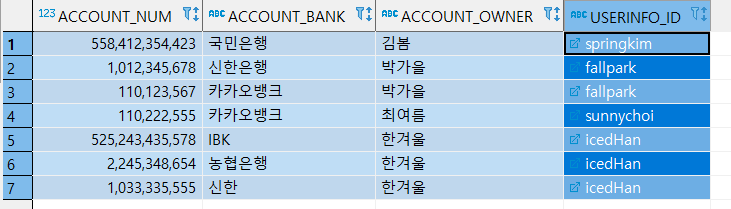 123 ACCOUNT_NUM ABC ACCOUNT_BANK ABC ACCOUNT_OWNER ABC USERINFO_ID
1 558,412,354,423 국민은행 김봄 springkim
2 1,012,345,678 신한은행 박가을 fallpark
3 110,123,567 카카오뱅크 박가을 fallpark
4 110,222,555 카카오뱅크 최여름 sunnychoi
5 525,243,435,578 IBK 한겨울 icedHan
6 2,245,348,654 농협은행 한겨울 icedHan
7 1,033,335,555 신한 한겨울 icedHan